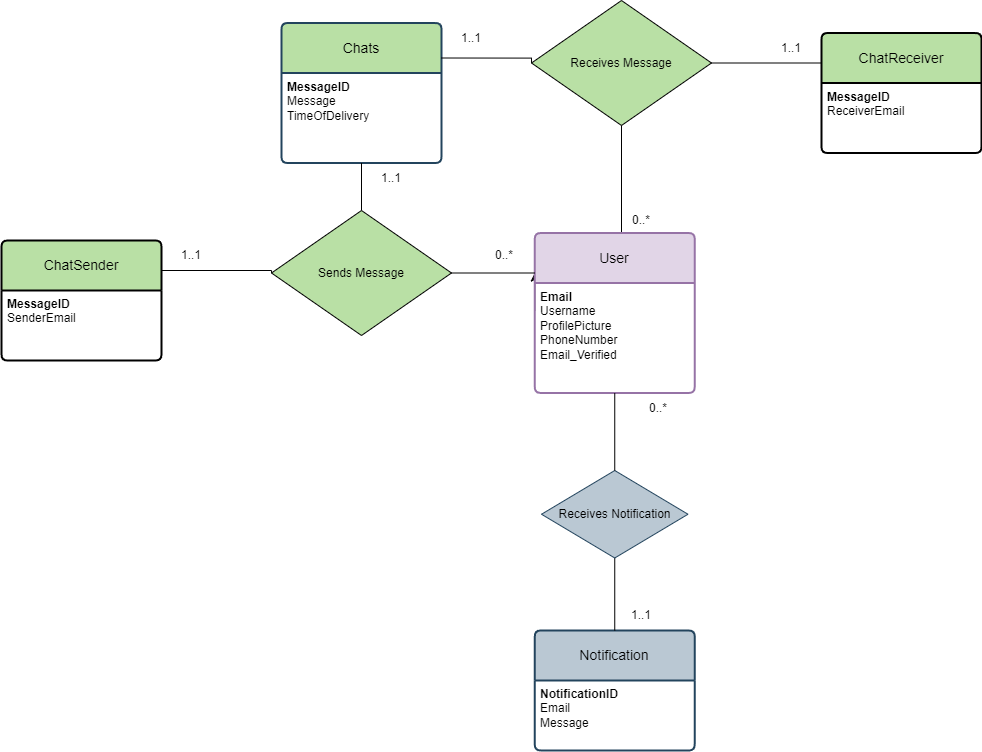 Chats
MessageID
Message
TimeOfDelivery
1..1
Receives Message
1..1
ChatReceiver
MessageID
ReceiverEmail
1..1
0..*
ChatSender
MessageID
SenderEmail
1..1
Sends Message
0..*
User
Email
Username
ProfilePicture
PhoneNumber
Email_Verified
0..*
Receives Notification
1..1
Notification
NotificationID
Email
Message